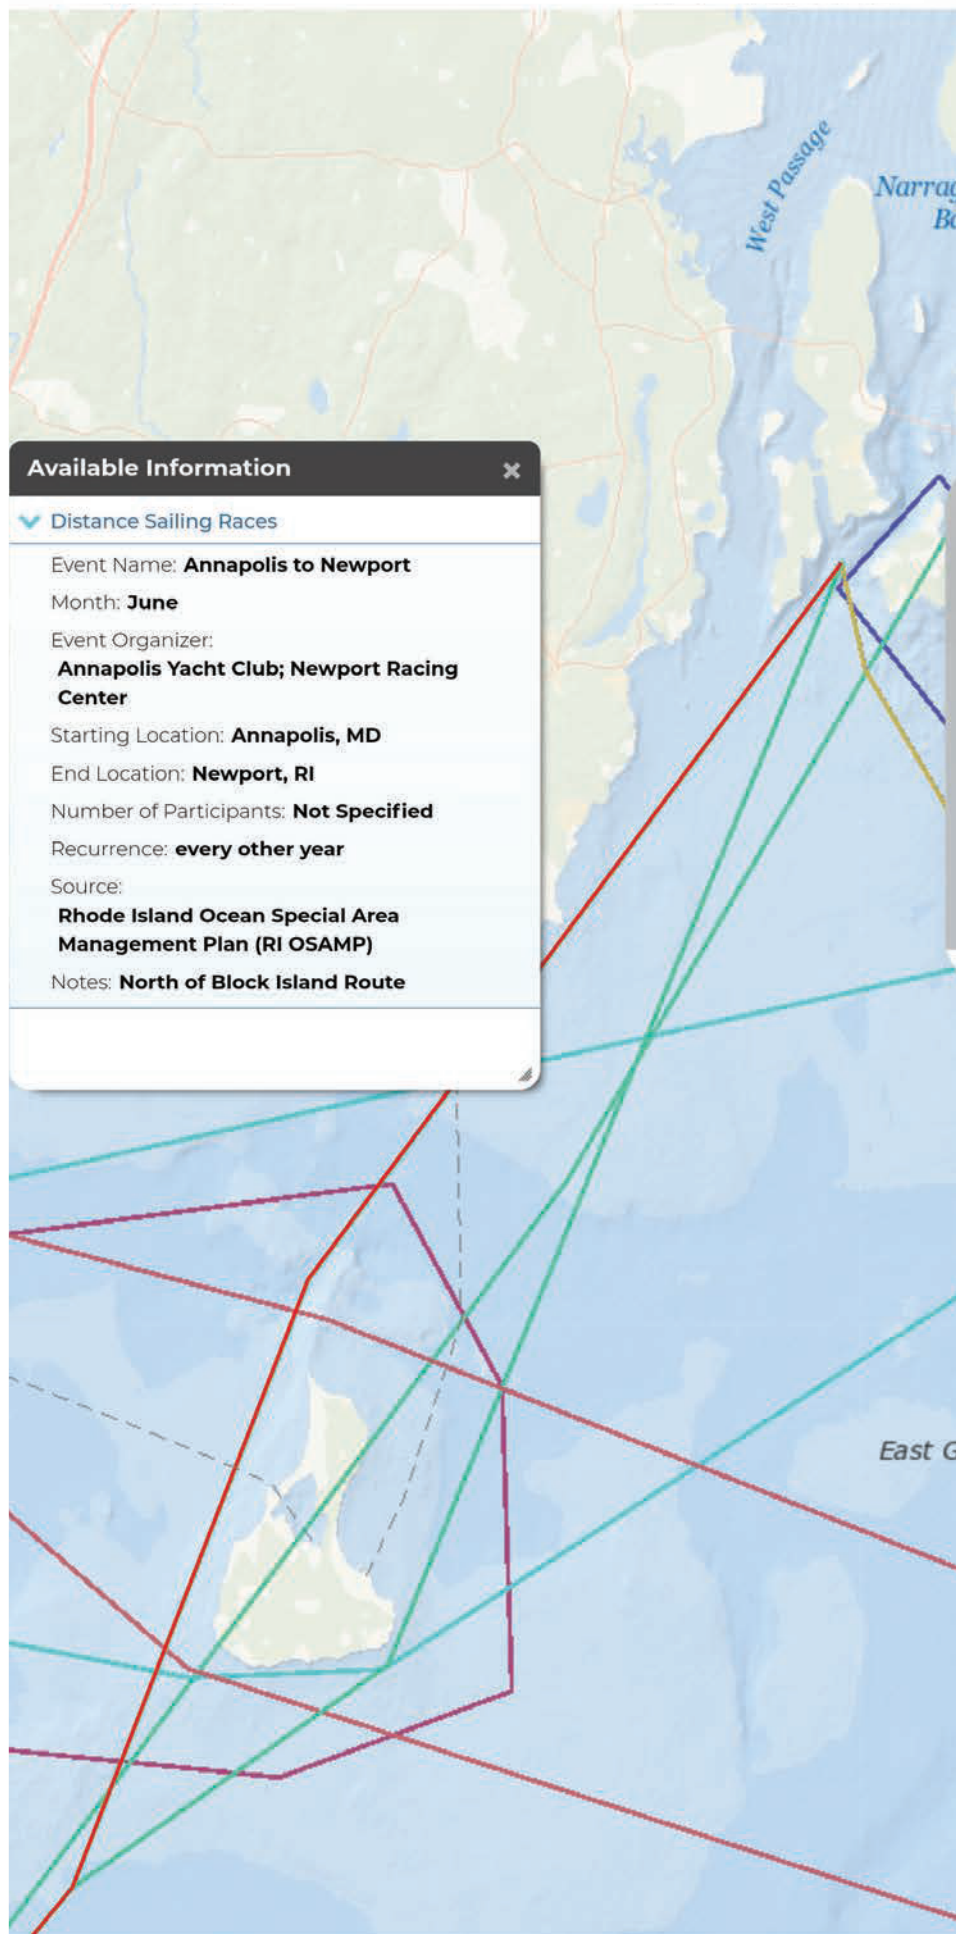 West Passage
Available Information
Distance Sailing Races
Event Name: Annapolis to Newport
Month: June
Event Organizer:
Annapolis Yacht Club; Newport Racing
Center
Starting Location: Annapolis, MD
End Location: Newport, RI
Number of Participants: Not Specified
Recurrence: every other year
Source:
Rhode Island Ocean Special Area
Management Plan (RI OSAMP)
Notes: North of Block Island Route
East